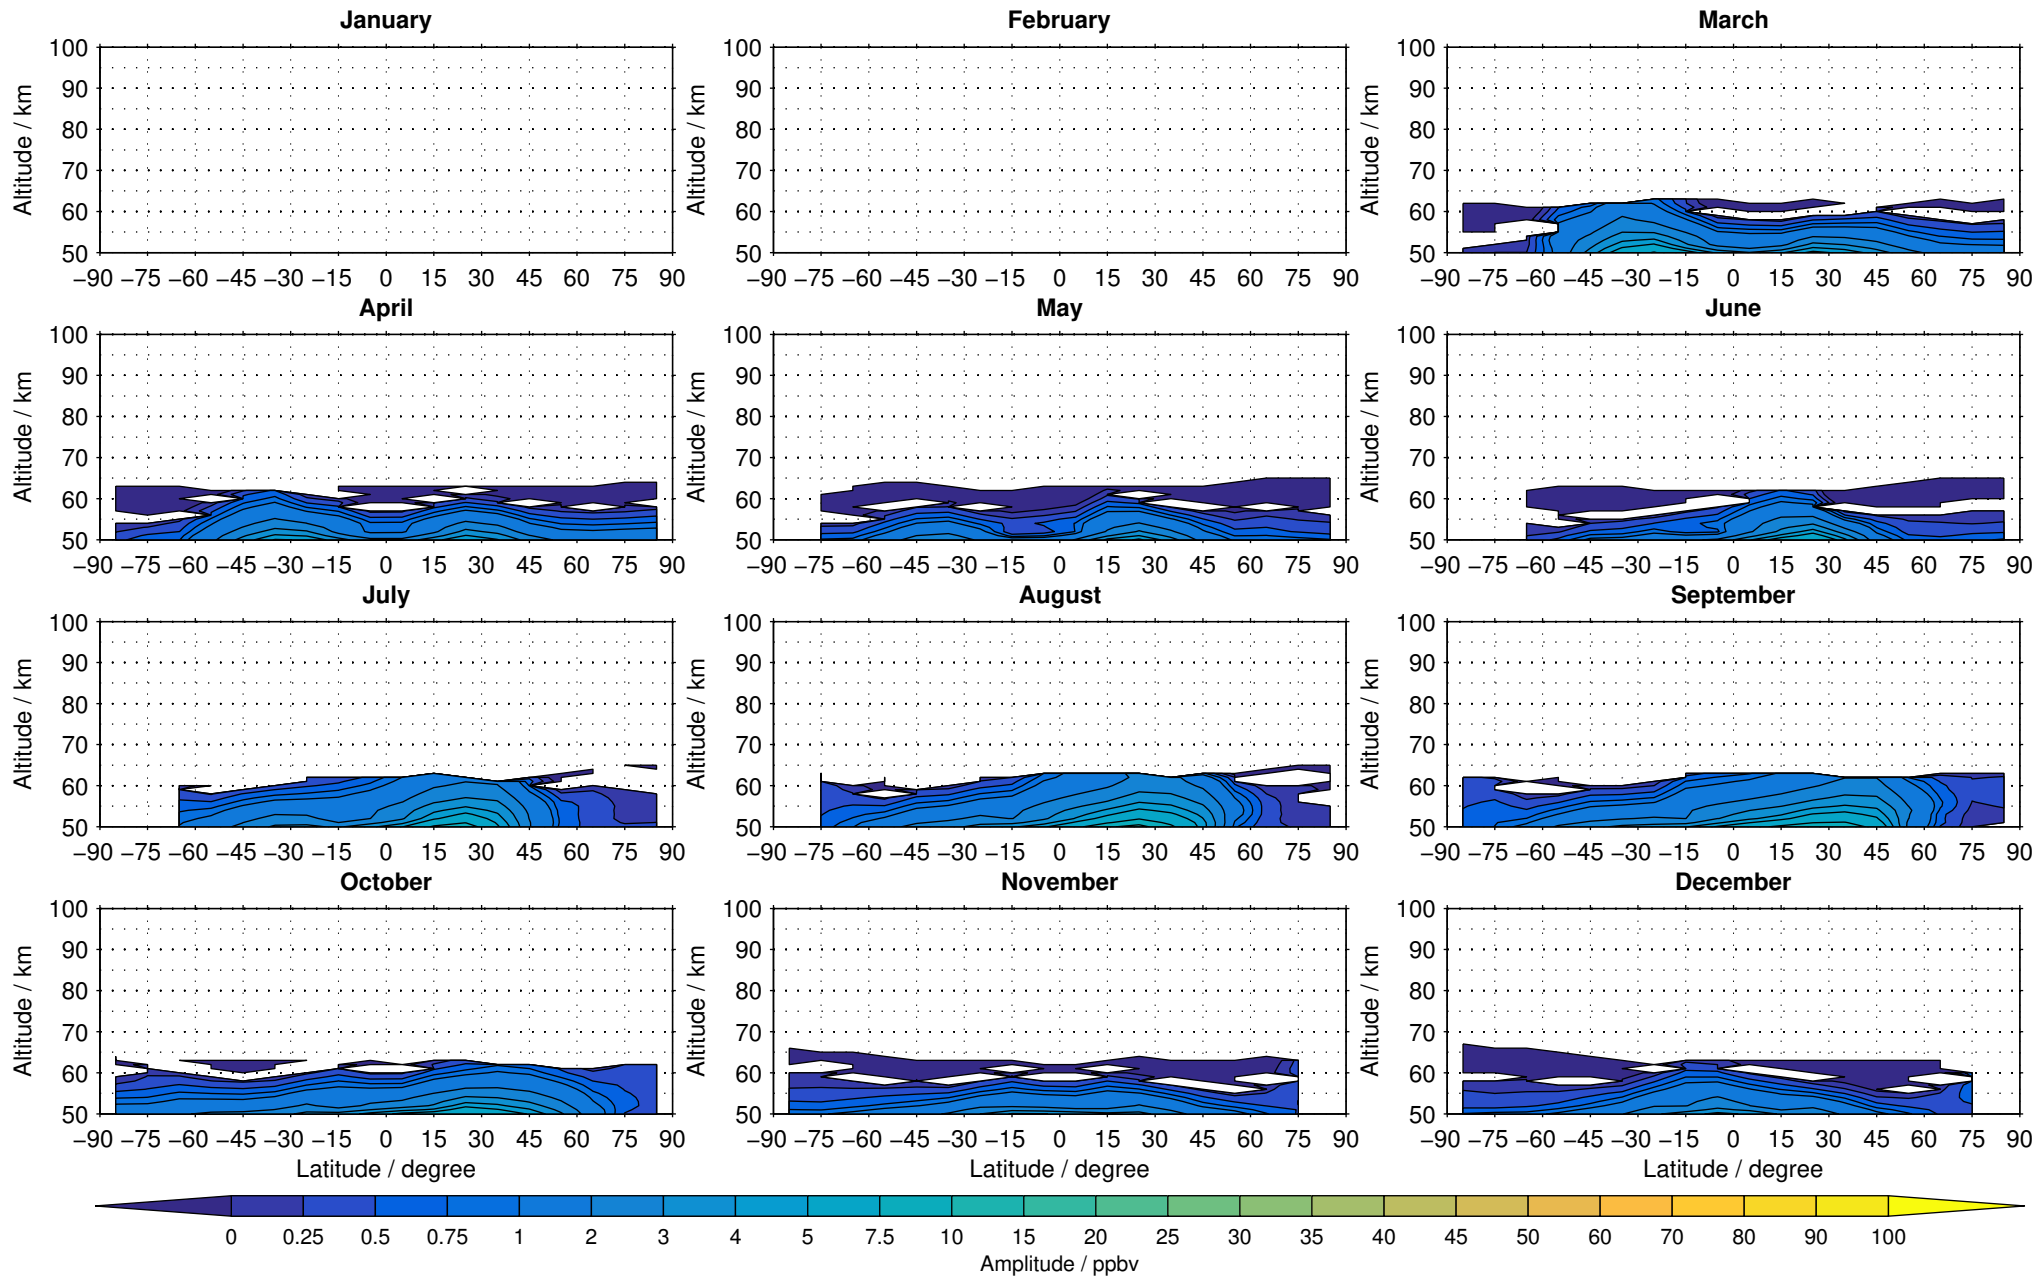 January February March
100 100 100
90 90 90
80 80 80
70 70 70
60 60 60
50 50 50
Altitude / km Altitude / km Altitude / km
−90 −75 −60 −45 −30 −15 0 15 30 45 60 75 90 −90 −75 −60 −45 −30 −15 0 15 30 45 60 75 90 −90 −75 −60 −45 −30 −15 0 15 30 45 60 75 90
April May June
100 100 100
90 90 90
80 80 80
70 70 70
60 60 60
50 50 50
Altitude / km Altitude / km Altitude / km
−90 −75 −60 −45 −30 −15 0 15 30 45 60 75 90 −90 −75 −60 −45 −30 −15 0 15 30 45 60 75 90 −90 −75 −60 −45 −30 −15 0 15 30 45 60 75 90
July August September
100 100 100
90 90 90
80 80 80
70 70 70
60 60 60
50 50 50
Altitude / km Altitude / km Altitude / km
−90 −75 −60 −45 −30 −15 0 15 30 45 60 75 90 −90 −75 −60 −45 −30 −15 0 15 30 45 60 75 90 −90 −75 −60 −45 −30 −15 0 15 30 45 60 75 90
October November December
100 100 100
90 90 90
80 80 80
70 70 70
60 60 60
50 50 50
Altitude / km Altitude / km Altitude / km
−90 −75 −60 −45 −30 −15 0 15 30 45 60 75 90 −90 −75 −60 −45 −30 −15 0 15 30 45 60 75 90 −90 −75 −60 −45 −30 −15 0 15 30 45 60 75 90
Latitude / degree Latitude / degree Latitude / degree
0 0.25 0.5 0.75 1 2 3 4 5 7.5 10 15 20 25 30 35 40 45 50 60 70 80 90 100
Amplitude / ppbv